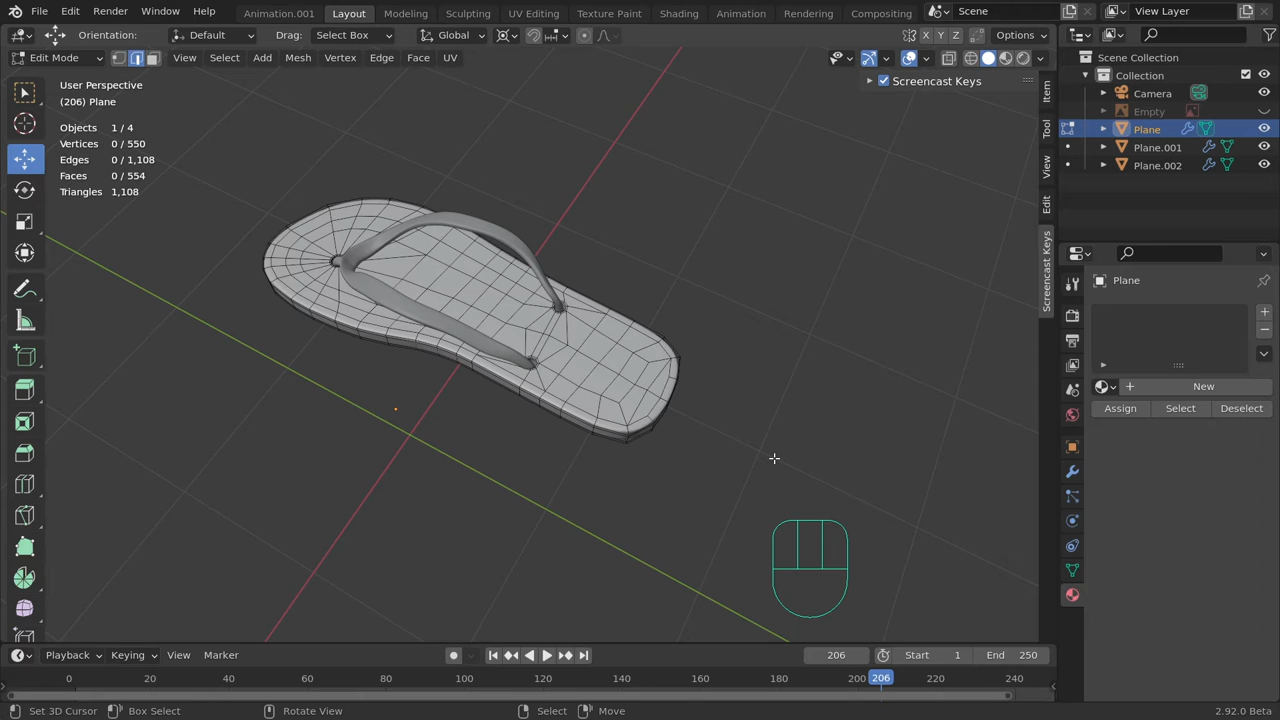 File Edit Render Window Help Animation.001 Layout Modeling Sculpting UV Editing Texture Paint Shading Animation Rendering Compositing Scene View Layer
Orientation: Default Drag: Select Box Global X Y Z Options
Edit Mode View Select Add Mesh Vertex Edge Face UV
User Perspective
(206) Plane
Objects 1 / 4
Vertices 0 / 550
Edges 0 / 1,108
Faces 0 / 554
Triangles 1,108
Screencast Keys
Item
Tool
View
Edit
Screencast Keys
Scene Collection
Collection
Camera
Empty
Plane
Plane.001
Plane.002
Plane
New
Assign Select Deselect
Playback Keying View Marker 206 Start 1 End 250
0 20 40 60 80 100 120 140 160 180 200 206 220 240
Set 3D Cursor Box Select Rotate View Select Move 2.92.0 Beta